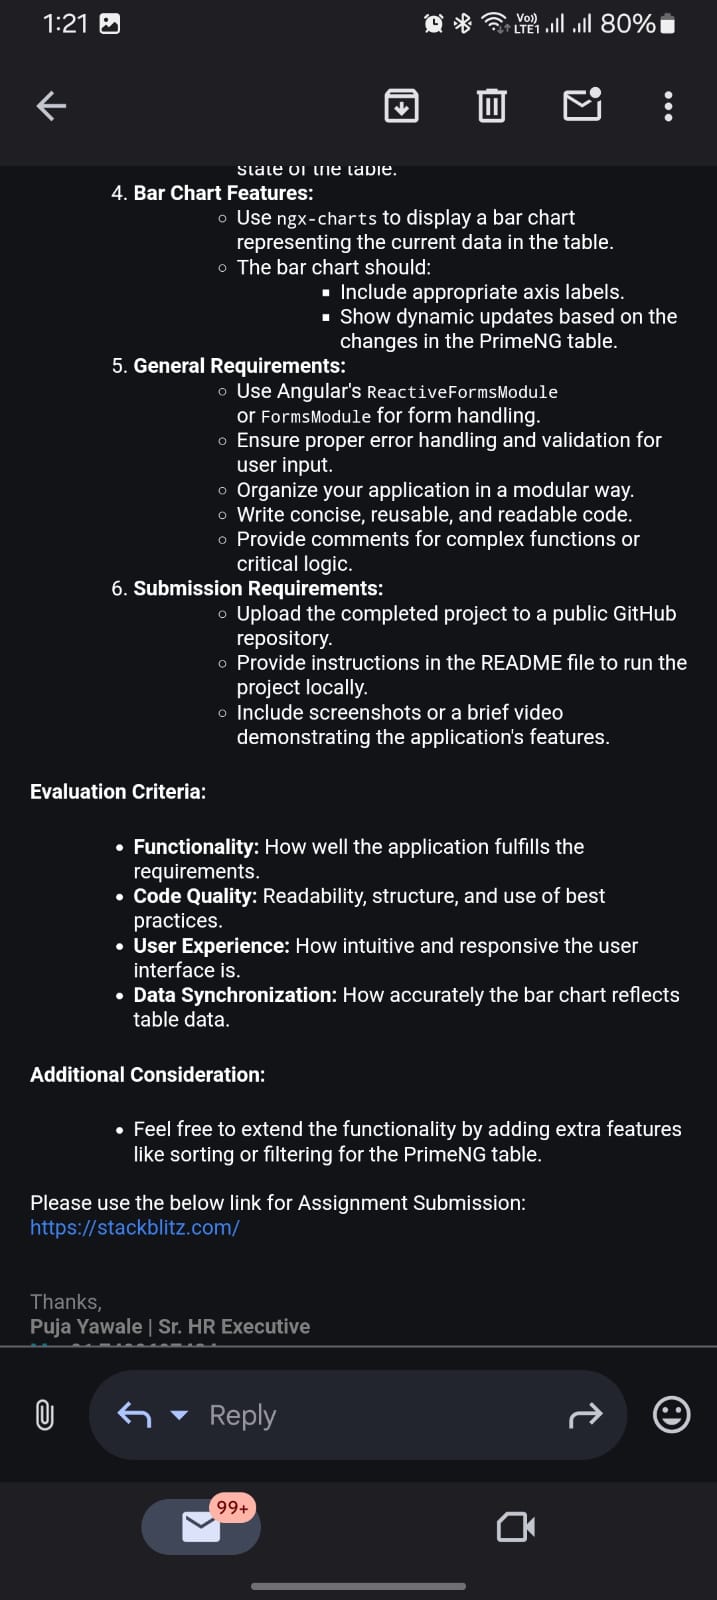 1:21 Vo)) LTE1 80%
state of the table.
4. Bar Chart Features:
○ Use ngx-charts to display a bar chart
representing the current data in the table.
○ The bar chart should:
▪ Include appropriate axis labels.
▪ Show dynamic updates based on the
changes in the PrimeNG table.
5. General Requirements:
○ Use Angular's ReactiveFormsModule
or FormsModule for form handling.
○ Ensure proper error handling and validation for
user input.
○ Organize your application in a modular way.
○ Write concise, reusable, and readable code.
○ Provide comments for complex functions or
critical logic.
6. Submission Requirements:
○ Upload the completed project to a public GitHub
repository.
○ Provide instructions in the README file to run the
project locally.
○ Include screenshots or a brief video
demonstrating the application's features.
Evaluation Criteria:
• Functionality: How well the application fulfills the
requirements.
• Code Quality: Readability, structure, and use of best
practices.
• User Experience: How intuitive and responsive the user
interface is.
• Data Synchronization: How accurately the bar chart reflects
table data.
Additional Consideration:
• Feel free to extend the functionality by adding extra features
like sorting or filtering for the PrimeNG table.
Please use the below link for Assignment Submission:
https://stackblitz.com/
Thanks,
Puja Yawale | Sr. HR Executive
Reply
99+